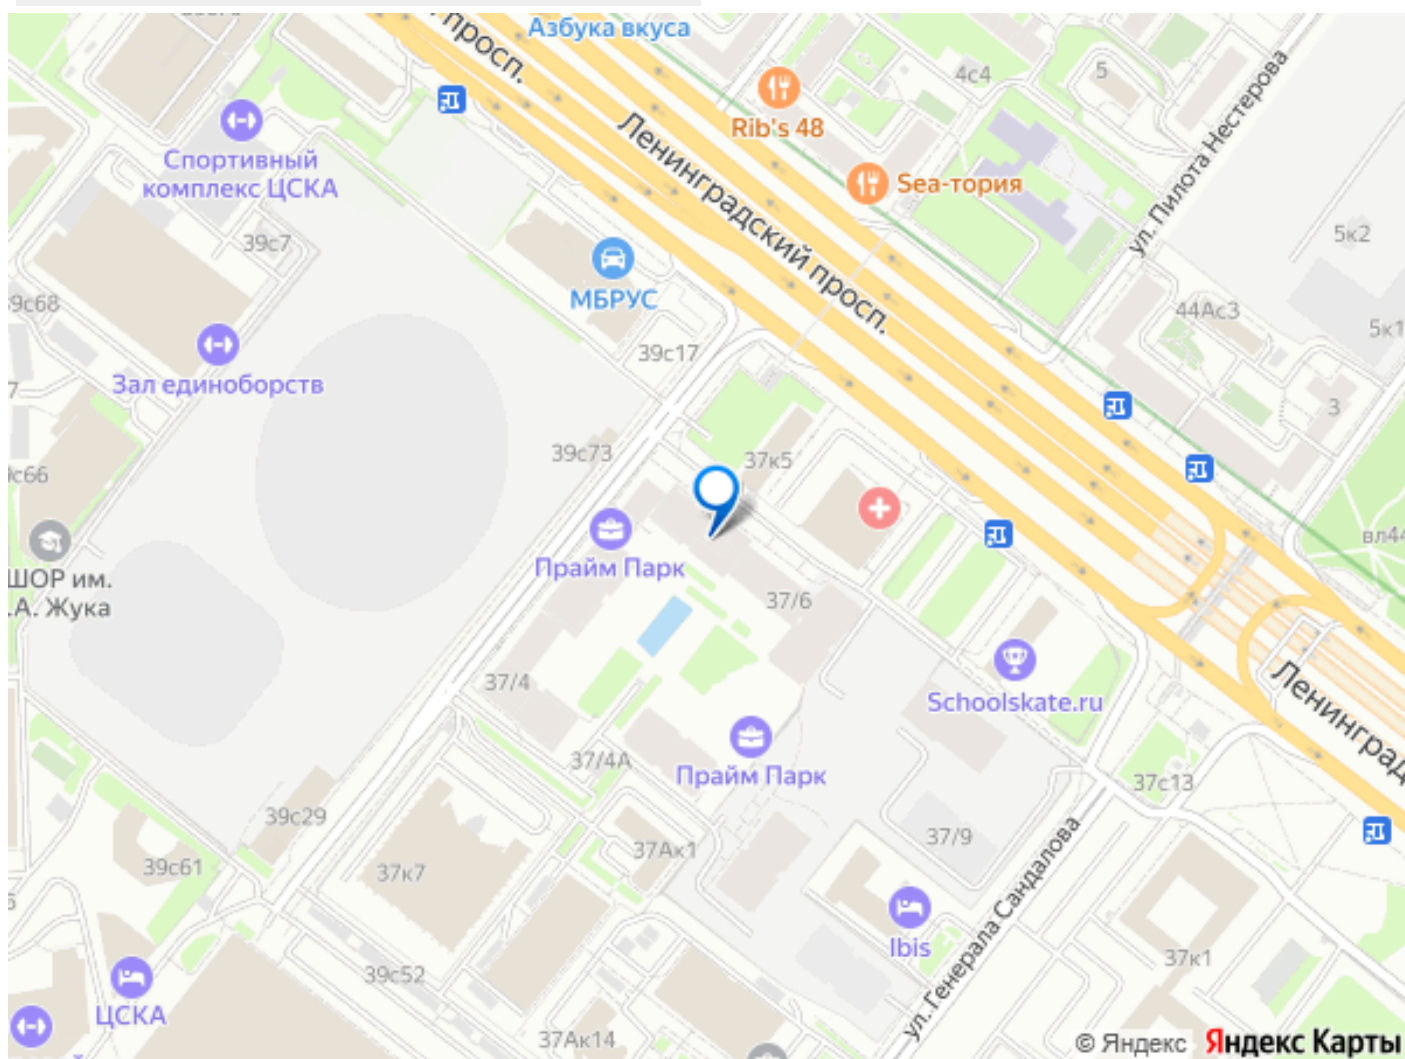 просп.
Азбука вкуса
4с4
5
Rib's 48
ул. Пилота Нестерова
Спортивный
комплекс ЦСКА
Ленинградский просп.
Sea-тория
39с7
5к2
МБРУС
9с68
44Ас3
5к1
39с17
Зал единоборств
3
39с73
37к5
с66
вл44
Прайм Парк
ШОР им.
.А. Жука
37/6
37/4
Schoolskate.ru
Ленинград
Прайм Парк
37/4А
37с13
39с29
37/9
37Ак1
39с61
37к7
ул. Генерала Сандалова
Ibis
37к1
39с52
ЦСКА
37Ак14
© Яндекс Яндекс Карты